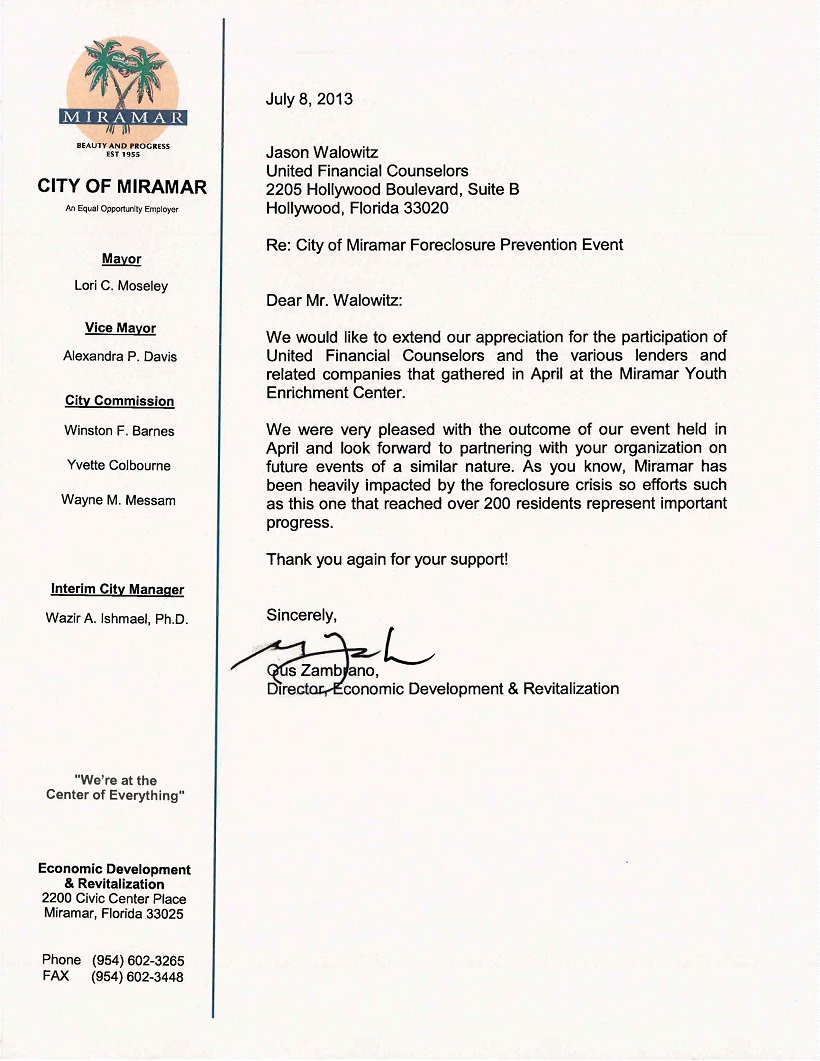 MIRAMAR
BEAUTY AND PROGRESS
EST 1955
CITY OF MIRAMAR
An Equal Opportunity Employer
Mayor
Lori C. Moseley
Vice Mayor
Alexandra P. Davis
City Commission
Winston F. Barnes
Yvette Colbourne
Wayne M. Messam
Interim City Manager
Wazir A. Ishmael, Ph.D.
"We're at the
Center of Everything"
Economic Development
& Revitalization
2200 Civic Center Place
Miramar, Florida 33025
Phone (954) 602-3265
FAX (954) 602-3448
July 8, 2013
Jason Walowitz
United Financial Counselors
2205 Hollywood Boulevard, Suite B
Hollywood, Florida 33020
Re: City of Miramar Foreclosure Prevention Event
Dear Mr. Walowitz:
We would like to extend our appreciation for the participation of
United Financial Counselors and the various lenders and
related companies that gathered in April at the Miramar Youth
Enrichment Center.
We were very pleased with the outcome of our event held in
April and look forward to partnering with your organization on
future events of a similar nature. As you know, Miramar has
been heavily impacted by the foreclosure crisis so efforts such
as this one that reached over 200 residents represent important
progress.
Thank you again for your support!
Sincerely,
Gus Zambrano,
Director, Economic Development & Revitalization